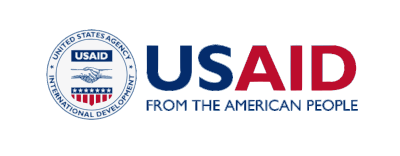 UNITED STATES AGENCY
USAID
INTERNATIONAL DEVELOPMENT
USAID
FROM THE AMERICAN PEOPLE